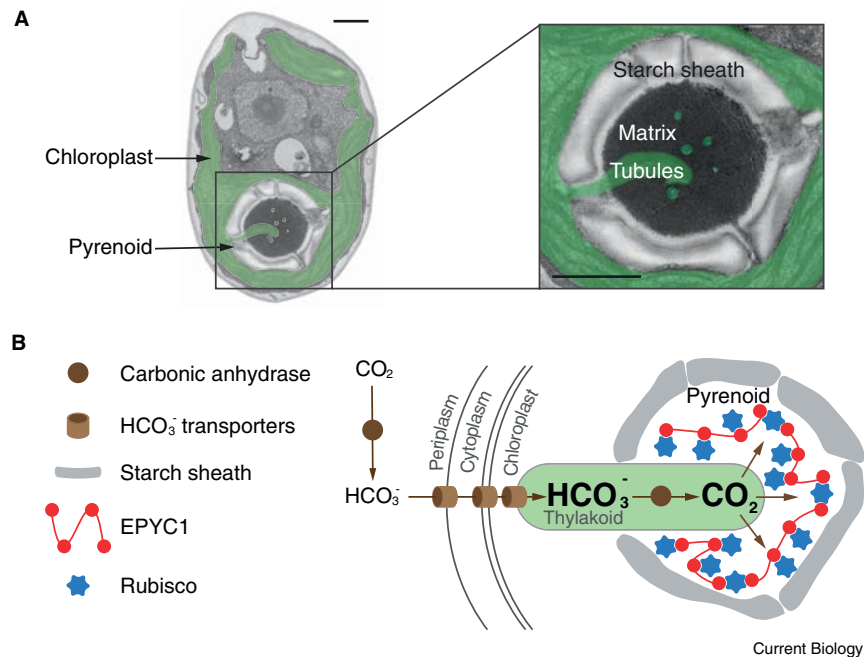 A
Chloroplast
Pyrenoid
Starch sheath
Matrix
Tubules
B
Carbonic anhydrase
HCO₃⁻ transporters
Starch sheath
EPYC1
Rubisco
CO₂
HCO₃⁻
Periplasm
Cytoplasm
Chloroplast
HCO₃⁻
Thylakoid
CO₂
Pyrenoid
Current Biology